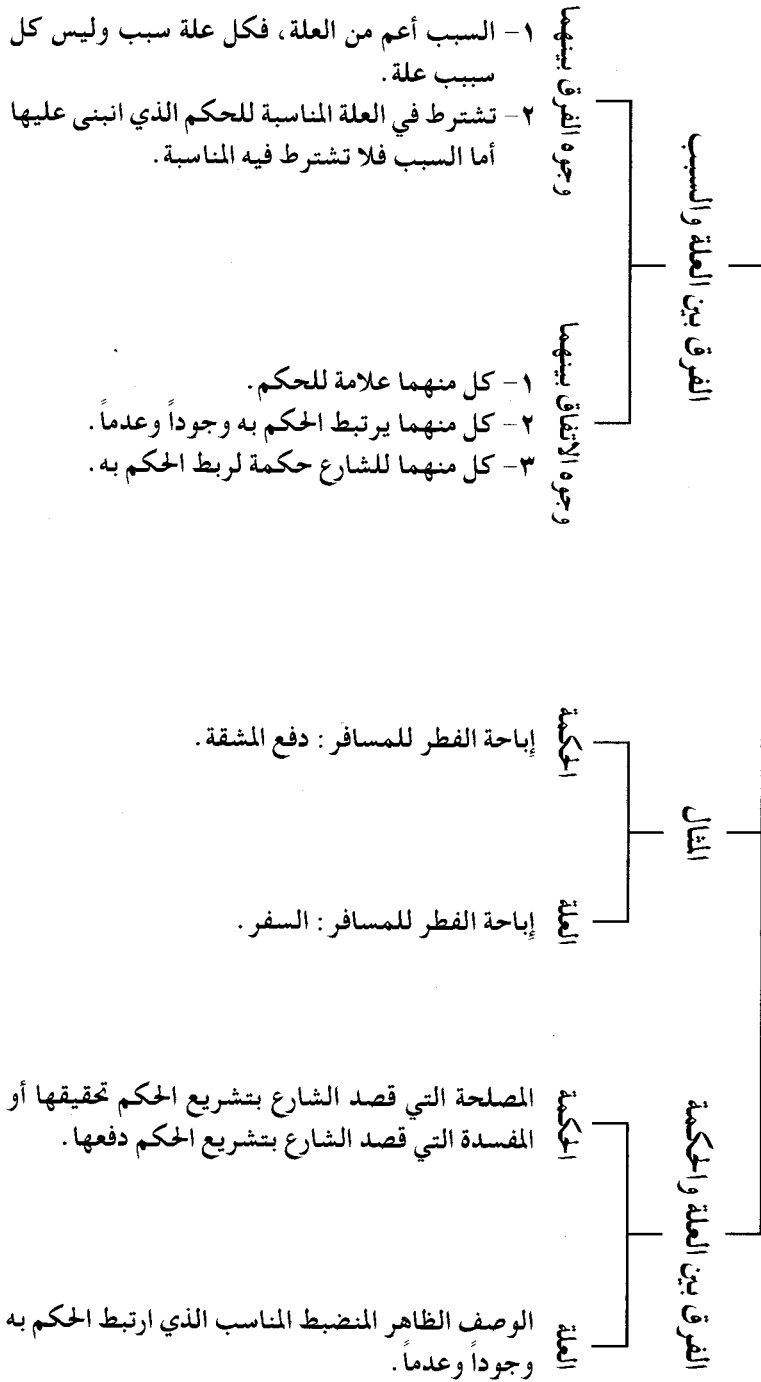 الفرق بين العلة والسبب
وجوه الفرق بينهما
١- السبب أعم من العلة، فكل علة سبب وليس كل
سببب علة.
٢- تشترط في العلة المناسبة للحكم الذي انبنى عليها
أما السبب فلا تشترط فيه المناسبة.
وجوه الاتفاق بينهما
١- كل منهما علامة للحكم.
٢- كل منهما يرتبط الحكم به وجوداً وعدماً.
٣- كل منهما للشارع حكمة لربط الحكم به.
المثال
الحكمة
إباحة الفطر للمسافر: دفع المشقة.
العلة
إباحة الفطر للمسافر: السفر.
الفرق بين العلة والحكمة
الحكمة
المصلحة التي قصد الشارع بتشريع الحكم تحقيقها أو
المفسدة التي قصد الشارع بتشريع الحكم دفعها.
العلة
الوصف الظاهر المنضبط المناسب الذي ارتبط الحكم به
وجوداً وعدماً.